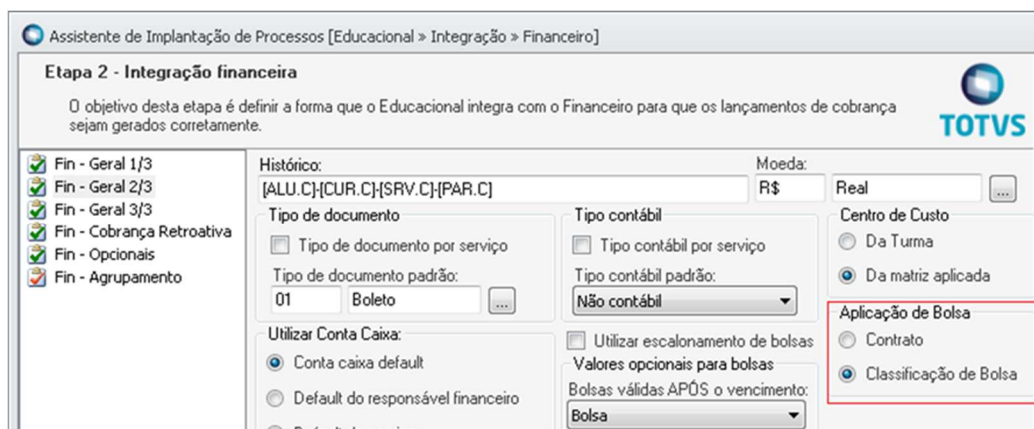 Assistente de Implantação de Processos [Educacional » Integração » Financeiro]
Etapa 2 - Integração financeira
O objetivo desta etapa é definir a forma que o Educacional integra com o Financeiro para que os lançamentos de cobrança
sejam gerados corretamente.
TOTVS
Fin - Geral 1/3
Fin - Geral 2/3
Fin - Geral 3/3
Fin - Cobrança Retroativa
Fin - Opcionais
Fin - Agrupamento
Histórico:
[ALU.C]-[CUR.C]-[SRV.C]-[PAR.C]
Moeda:
R$ Real ...
Tipo de documento
Tipo de documento por serviço
Tipo de documento padrão:
01 Boleto ...
Tipo contábil
Tipo contábil por serviço
Tipo contábil padrão:
Não contábil
Centro de Custo
Da Turma
Da matriz aplicada
Utilizar Conta Caixa:
Conta caixa default
Default do responsável financeiro
Utilizar escalonamento de bolsas
Valores opcionais para bolsas
Bolsas válidas APÓS o vencimento:
Bolsa
Aplicação de Bolsa
Contrato
Classificação de Bolsa